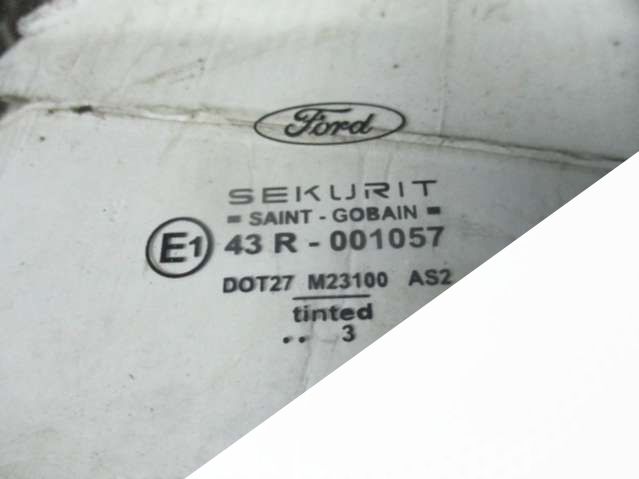 Ford
SEKURIT
= SAINT - GOBAIN =
E1 43 R - 001057
DOT27 M23100 AS2
tinted
.. 3